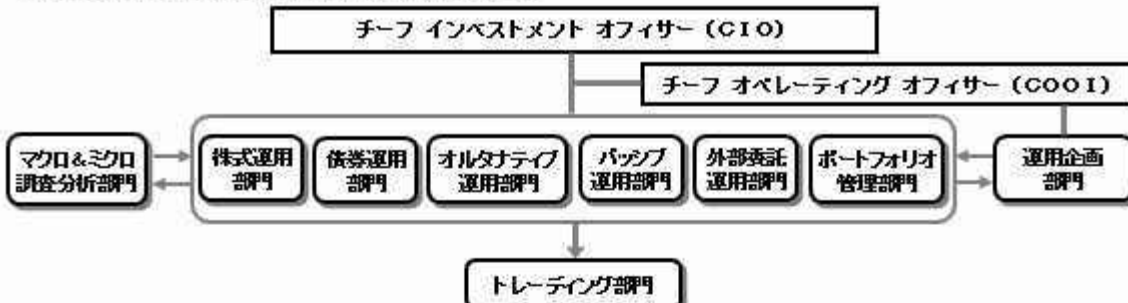 チーフ インベストメント オフィサー (CIO)
チーフ オペレーティング オフィサー (COOI)
マクロ&ミクロ
調査分析部門
株式運用
部門
債券運用
部門
オルタナティブ
運用部門
パッシブ
運用部門
外部委託
運用部門
ポートフォリオ
管理部門
運用企画
部門
トレーディング部門